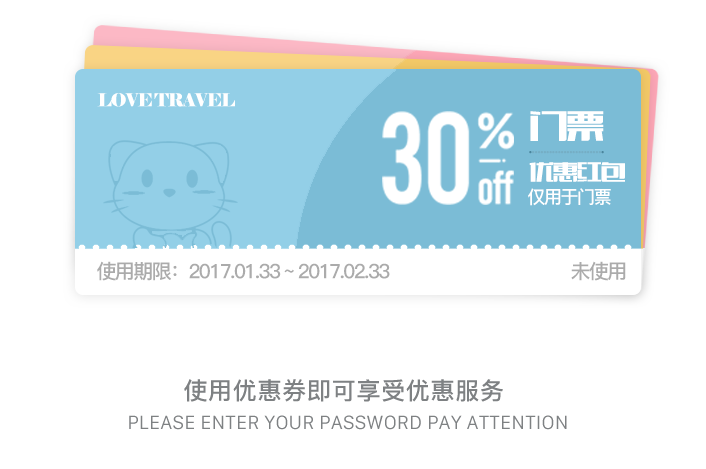 LOVE TRAVEL
30% off
门票
优惠红包
仅用于门票
使用期限：2017.01.33 ~ 2017.02.33
未使用
使用优惠券即可享受优惠服务
PLEASE ENTER YOUR PASSWORD PAY ATTENTION